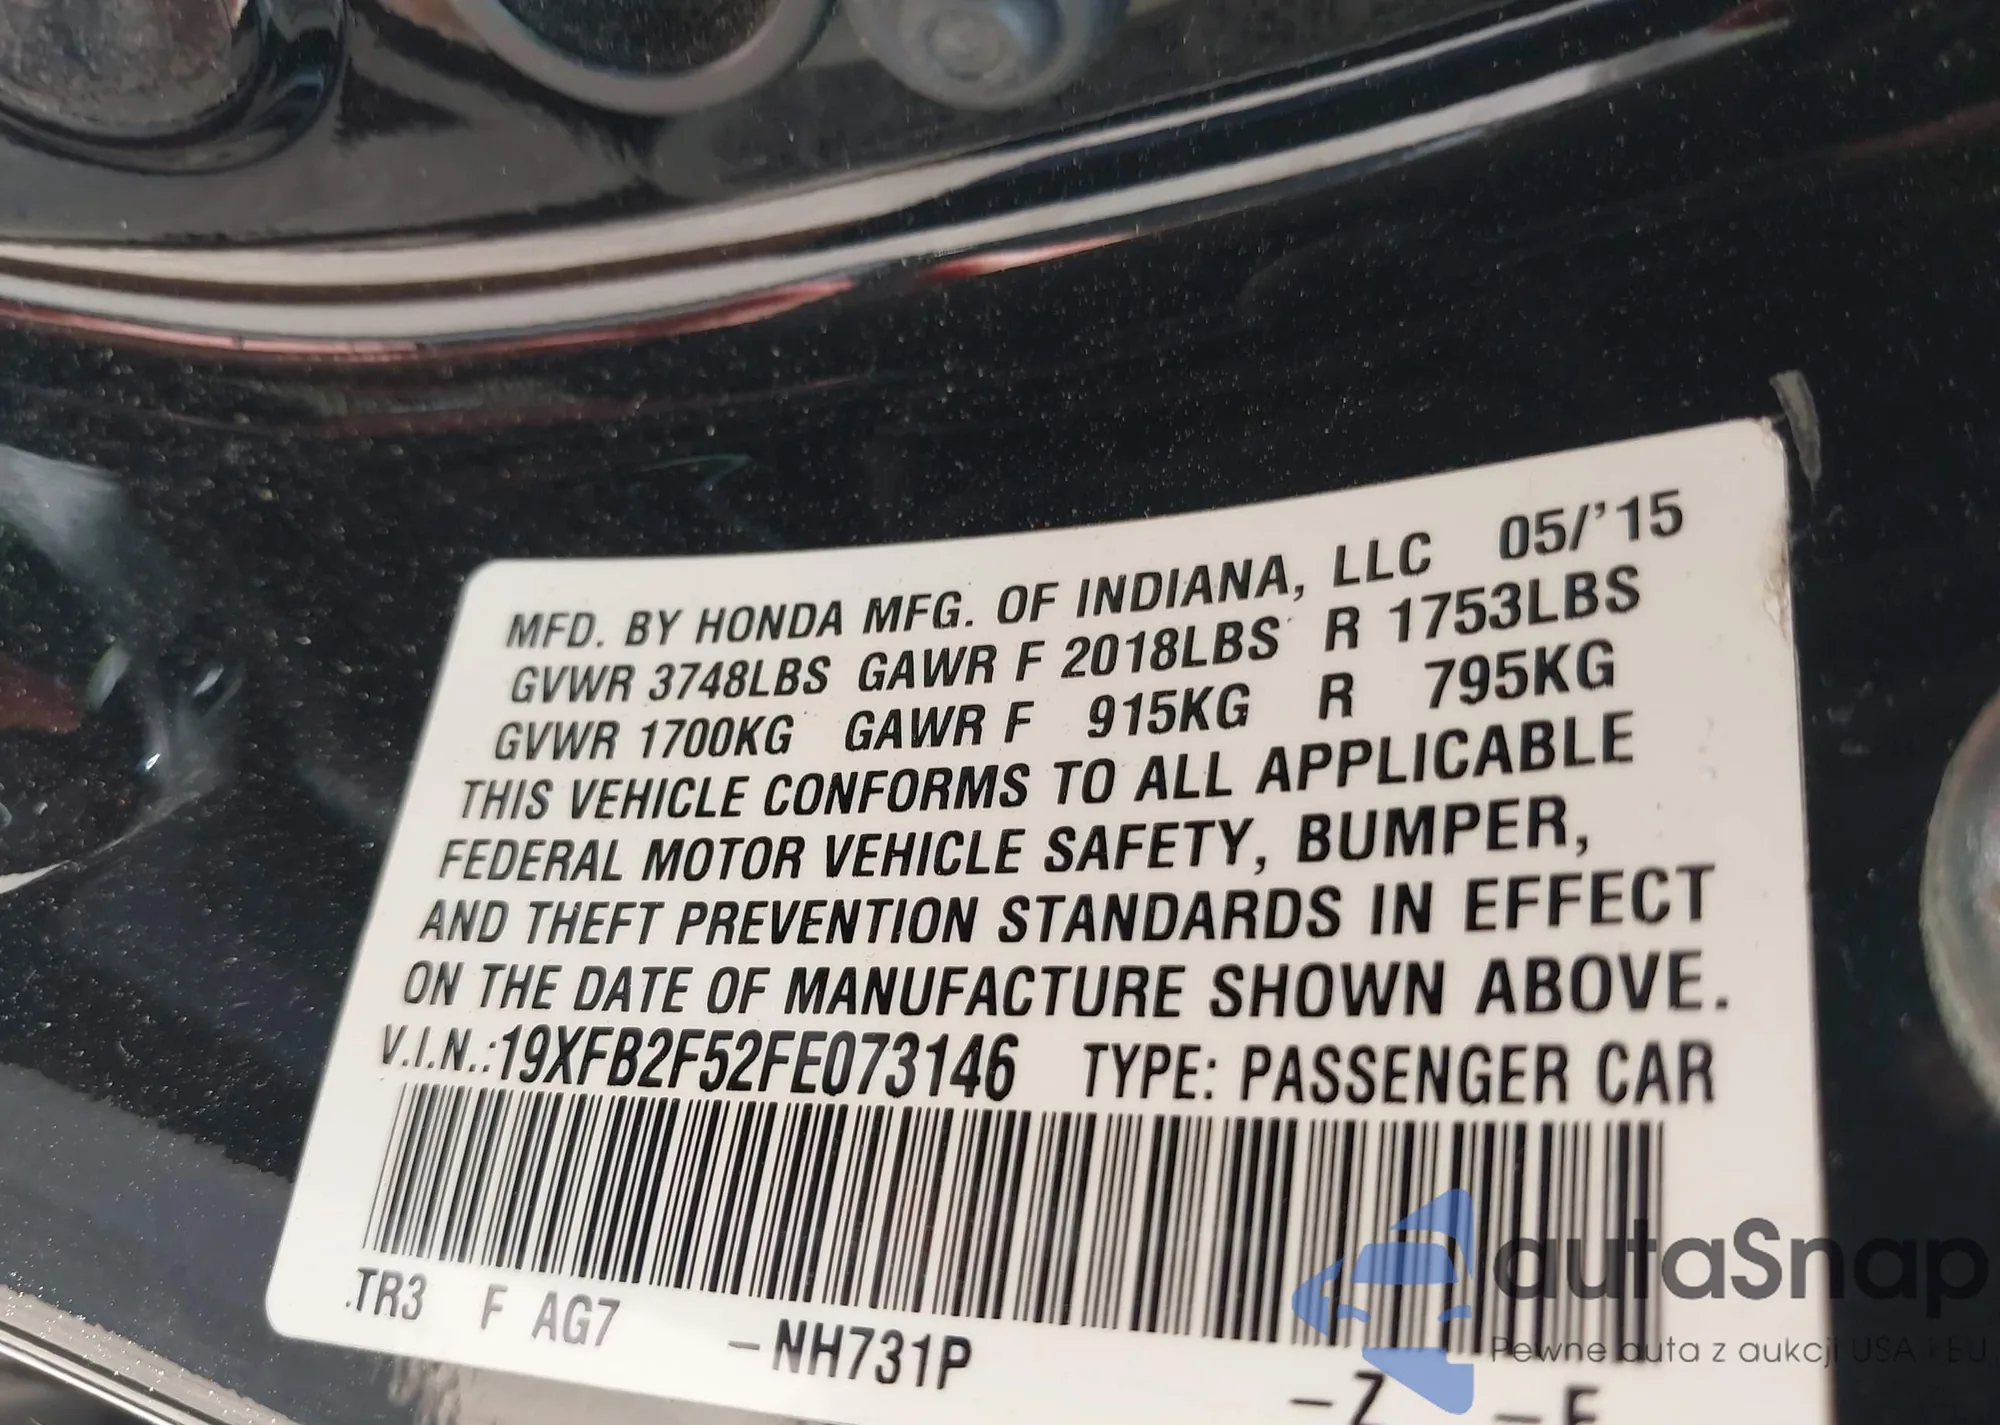 MFD. BY HONDA MFG. OF INDIANA, LLC 05/'15
GVWR 3748LBS GAWR F 2018LBS R 1753LBS
GVWR 1700KG GAWR F 915KG R 795KG
THIS VEHICLE CONFORMS TO ALL APPLICABLE
FEDERAL MOTOR VEHICLE SAFETY, BUMPER,
AND THEFT PREVENTION STANDARDS IN EFFECT
ON THE DATE OF MANUFACTURE SHOWN ABOVE.
V.I.N.:19XFB2F52FE073146 TYPE: PASSENGER CAR
.TR3 F AG7 –NH731P –Z –E
autaSnap
Pewne auta z aukcji USA i EU